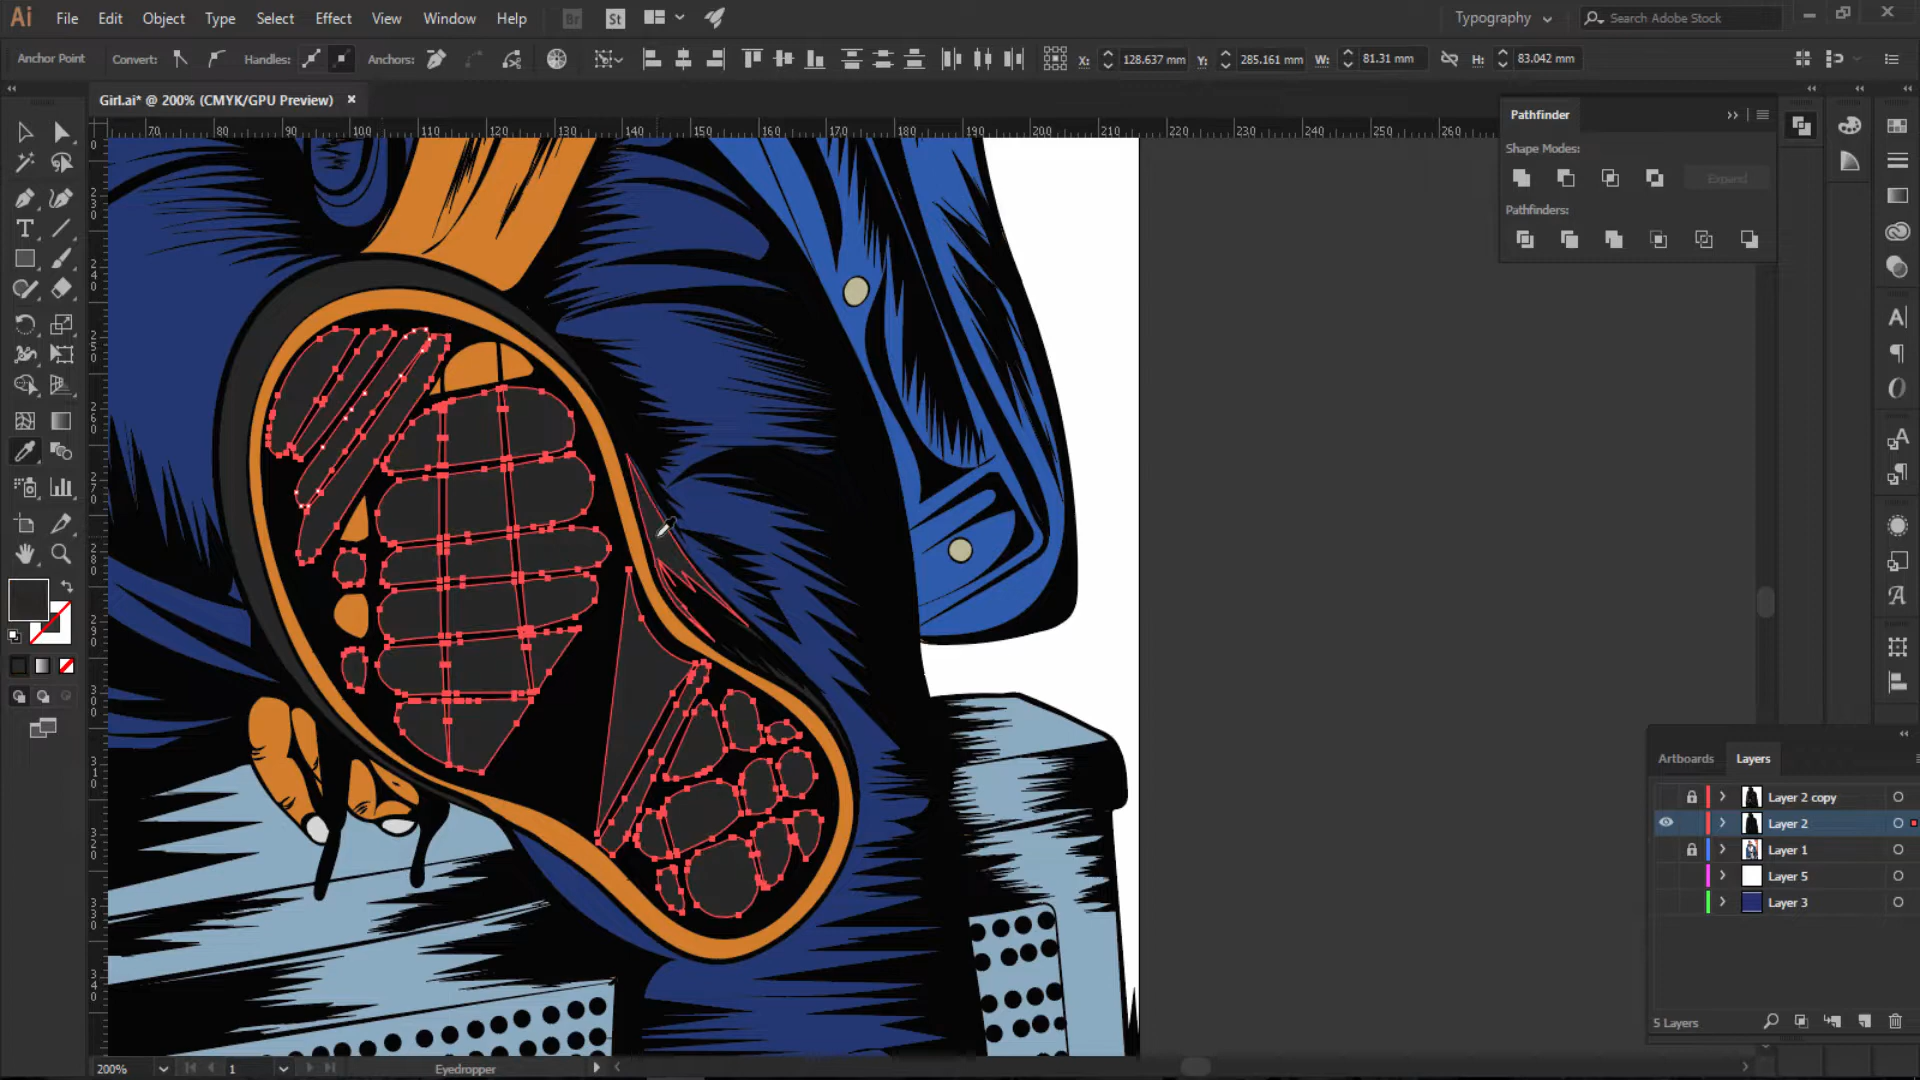 Ai File Edit Object Type Select Effect View Window Help Br St Typography Search Adobe Stock
Anchor Point Convert: Handles: Anchors: X: 128.637 mm Y: 285.161 mm W: 81.31 mm H: 83.042 mm
Girl.ai* @ 200% (CMYK/GPU Preview) ×
70 80 90 100 110 120 130 140 150 160 170 180 190 200 210 220 230 240 250 260
Pathfinder
Shape Modes:
Expand
Pathfinders:
Artboards Layers
Layer 2 copy
Layer 2
Layer 1
Layer 5
Layer 3
5 Layers
200% 1 Eyedropper